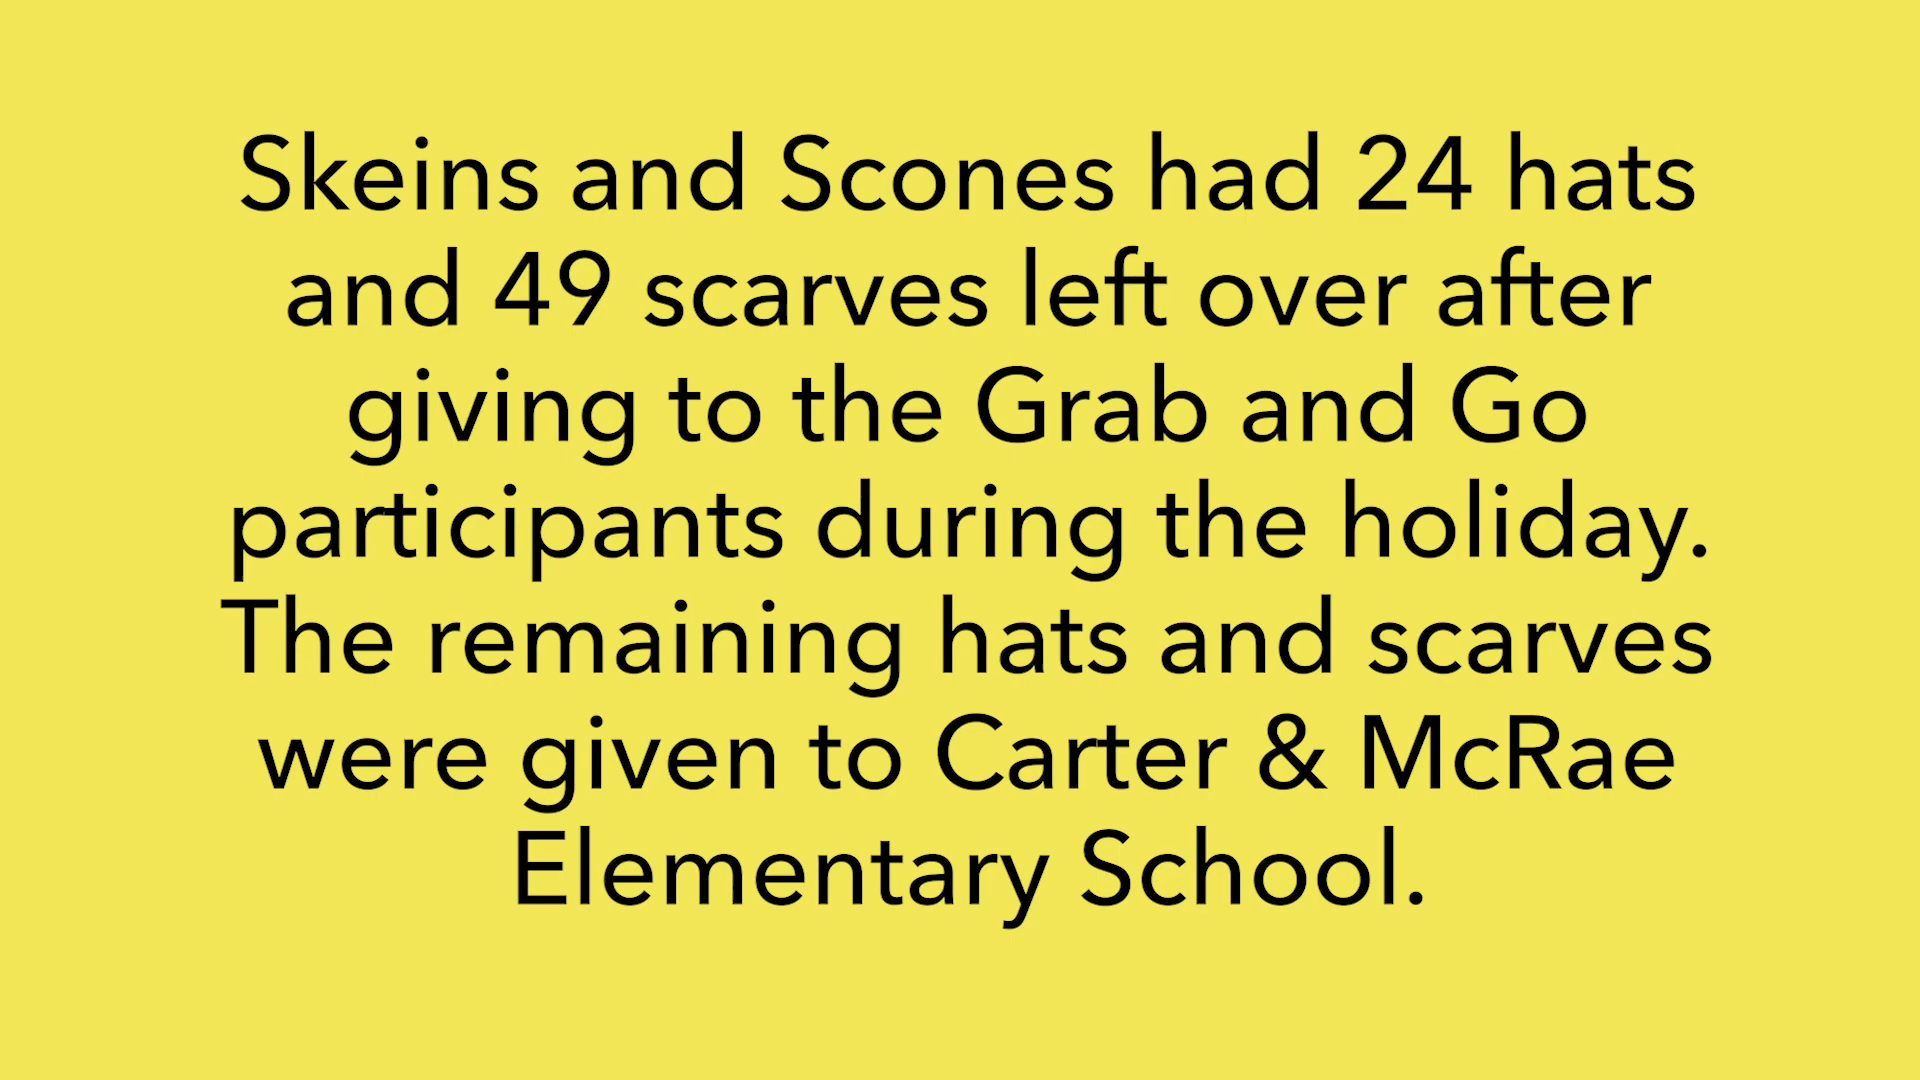 Skeins and Scones had 24 hats
and 49 scarves left over after
giving to the Grab and Go
participants during the holiday.
The remaining hats and scarves
were given to Carter & McRae
Elementary School.